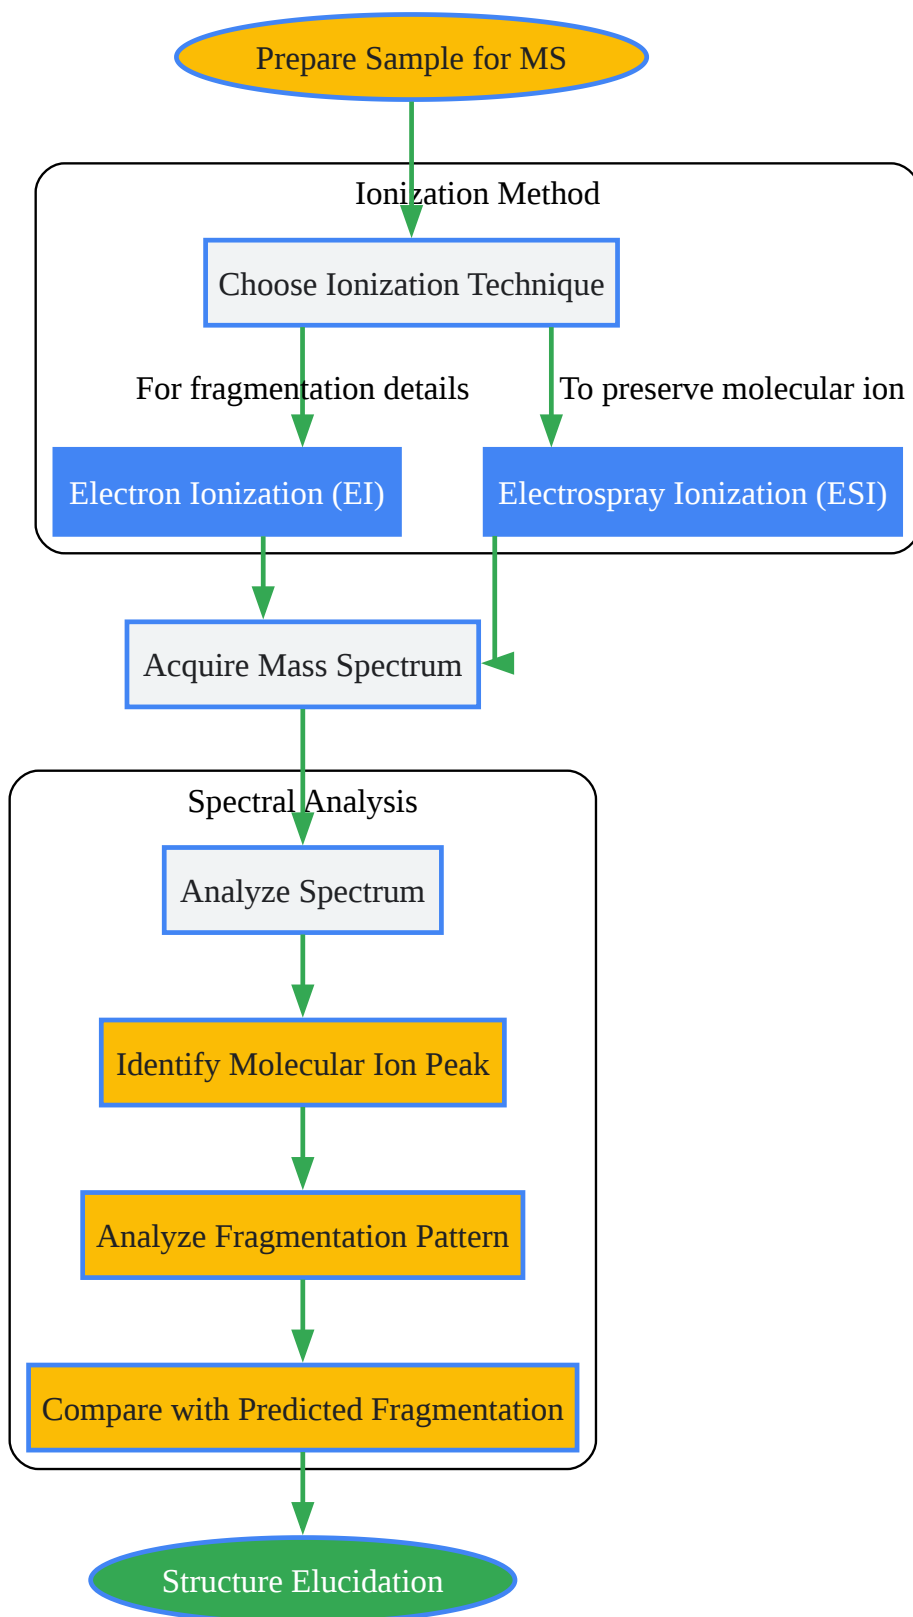 Prepare Sample for MS
Ionization Method
Choose Ionization Technique
For fragmentation details
To preserve molecular ion
Electron Ionization (EI)
Electrospray Ionization (ESI)
Acquire Mass Spectrum
Spectral Analysis
Analyze Spectrum
Identify Molecular Ion Peak
Analyze Fragmentation Pattern
Compare with Predicted Fragmentation
Structure Elucidation